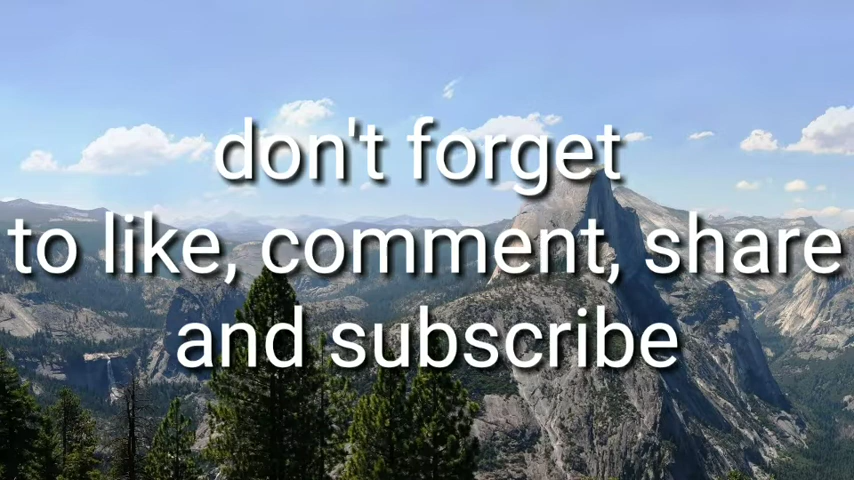 don't forget
to like, comment, share
and subscribe